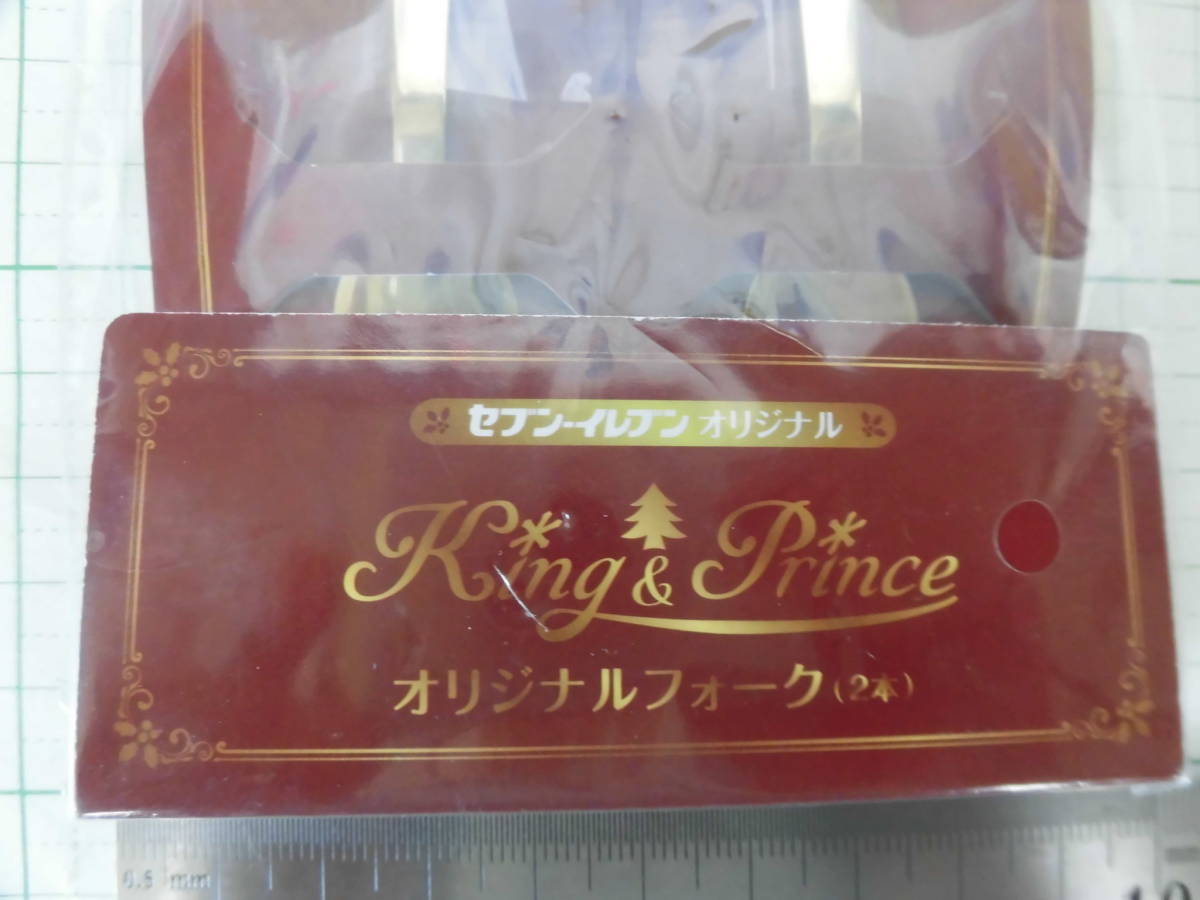 セブン-イレブン オリジナル
King & Prince
オリジナルフォーク(2本)